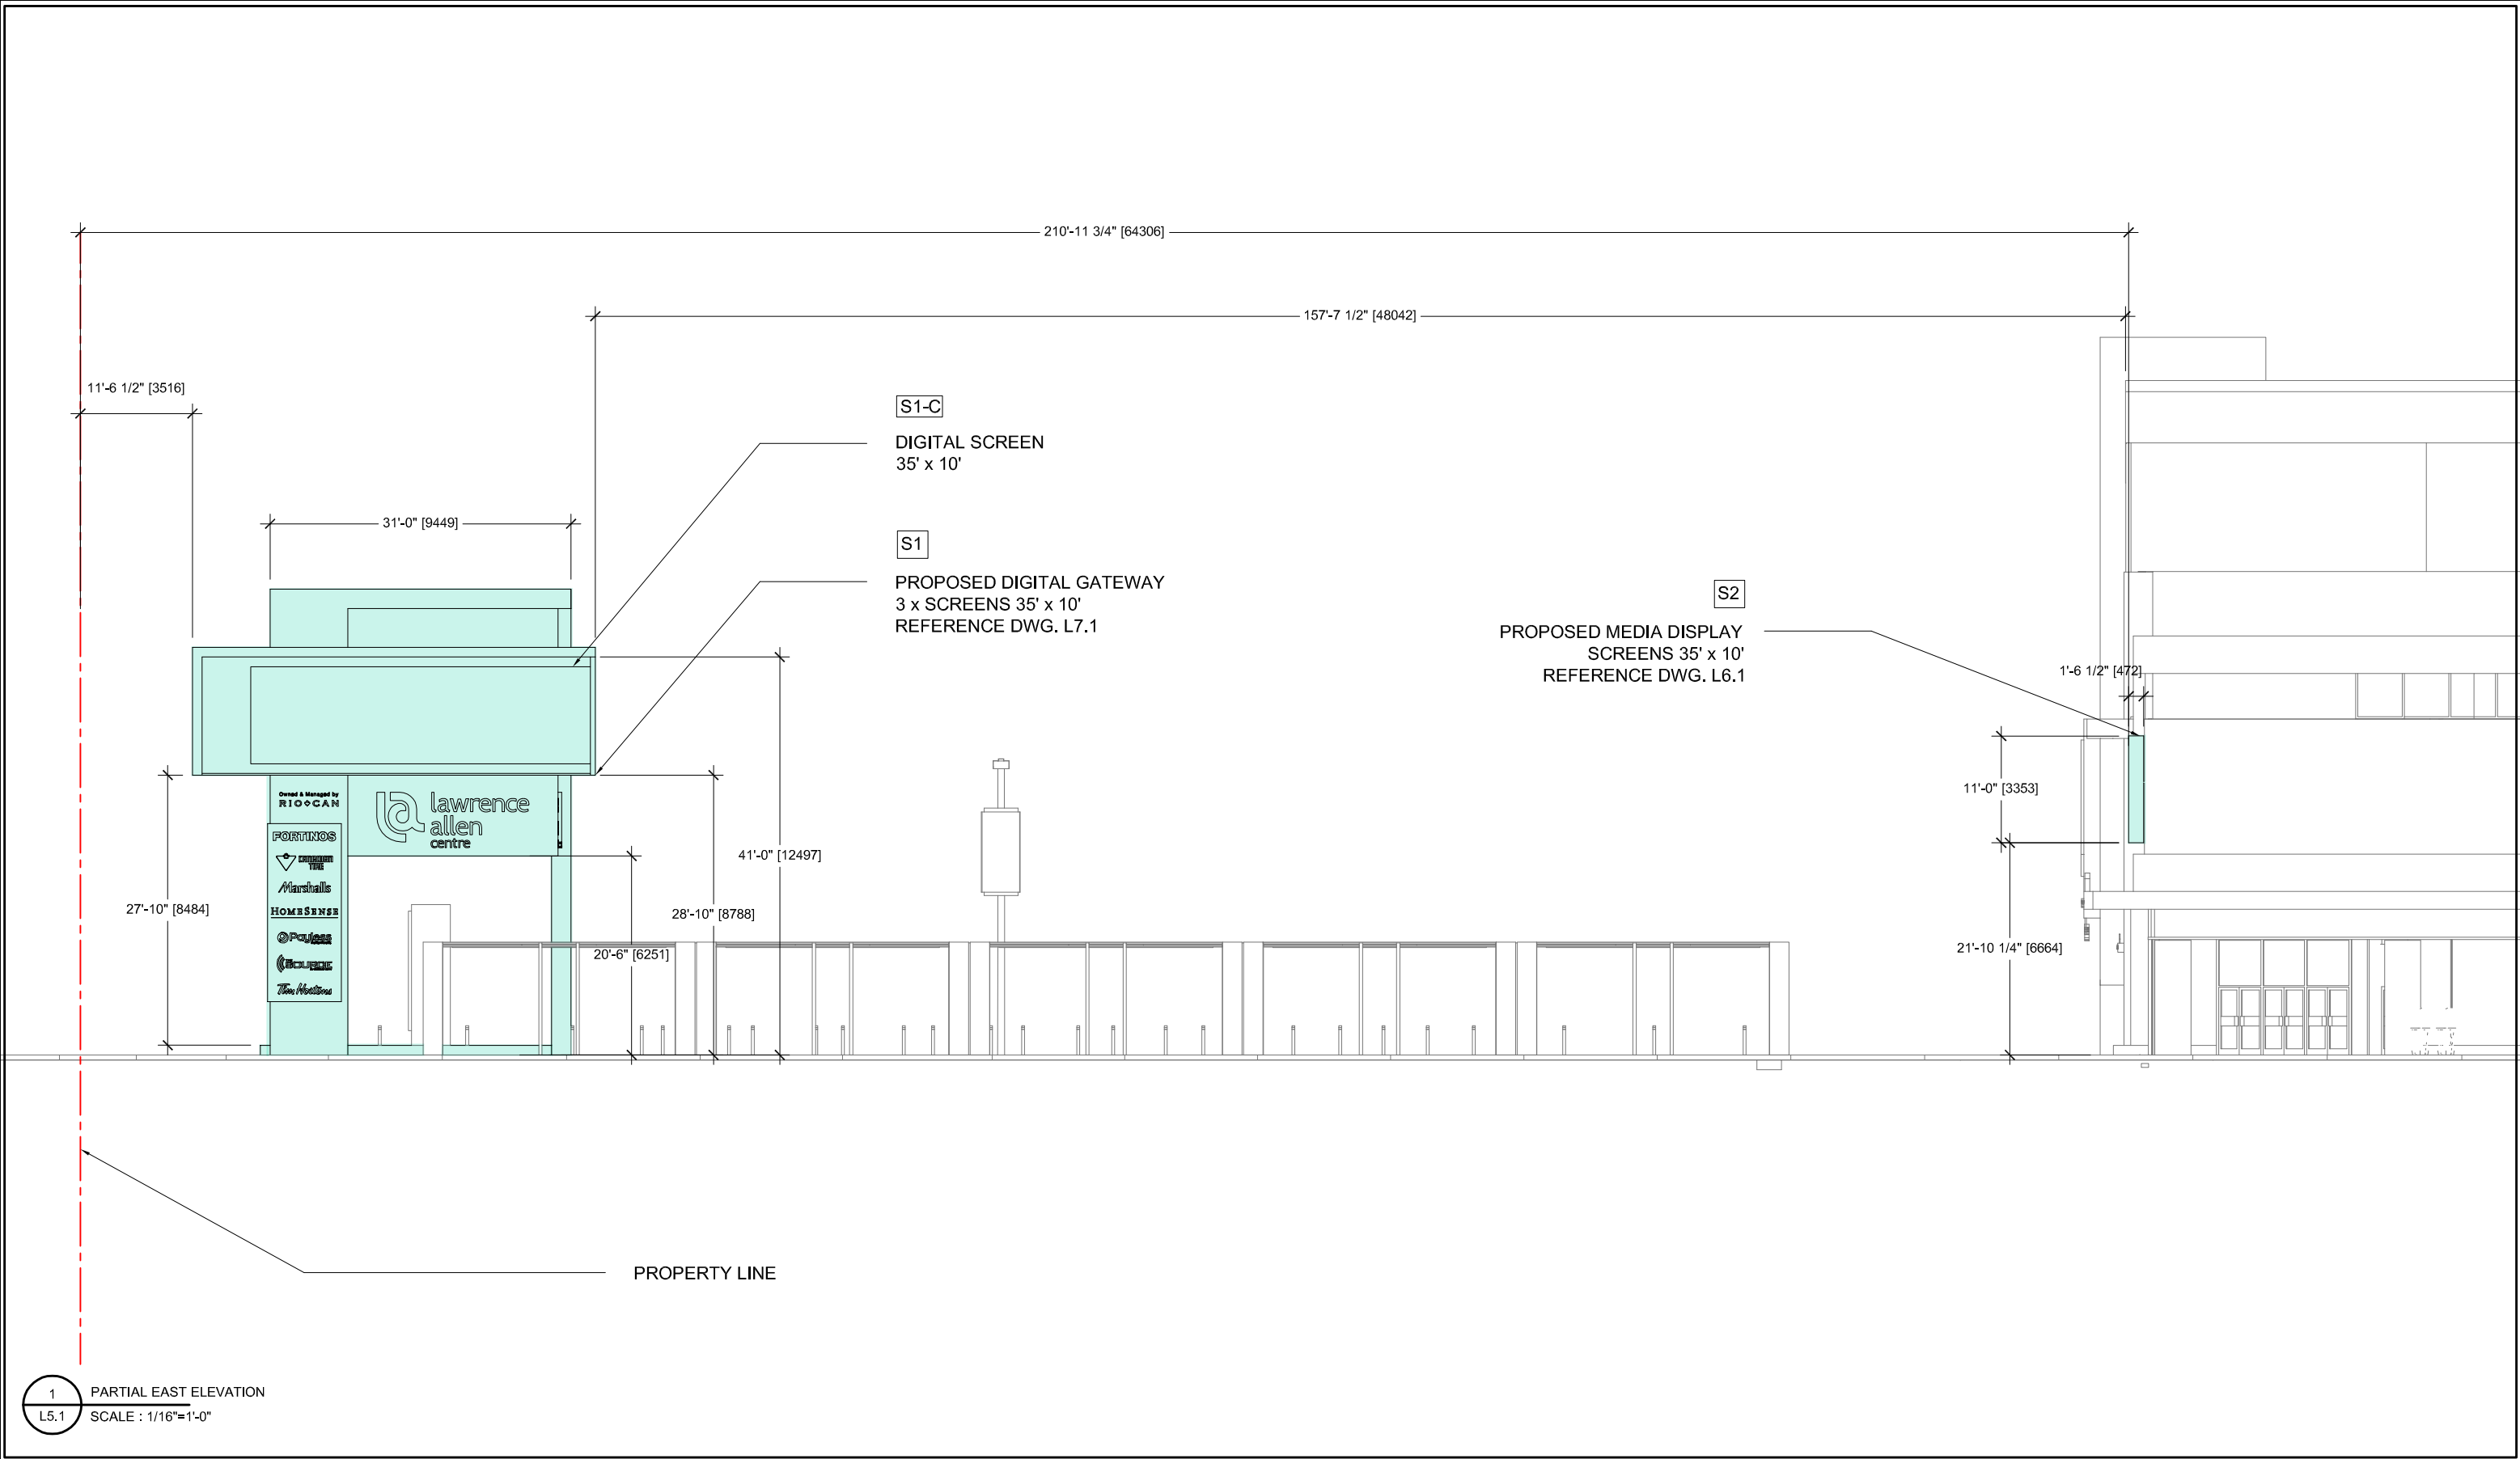 210'-11 3/4" [64306]
157'-7 1/2" [48042]
11'-6 1/2" [3516]
S1-C
DIGITAL SCREEN
35' x 10'
31'-0" [9449]
S1
PROPOSED DIGITAL GATEWAY
3 x SCREENS 35' x 10'
REFERENCE DWG. L7.1
S2
PROPOSED MEDIA DISPLAY
SCREENS 35' x 10'
REFERENCE DWG. L6.1
1'-6 1/2" [472]
Owned & Managed by
RIO CAN
lawrence
allen
centre
FORTINOS
CANADIAN
TIRE
Marshalls
HOMESENSE
Payless
SOURCE
Tim Hortons
11'-0" [3353]
41'-0" [12497]
27'-10" [8484]
28'-10" [8788]
20'-6" [6251]
21'-10 1/4" [6664]
PROPERTY LINE
1
L5.1
PARTIAL EAST ELEVATION
SCALE : 1/16"=1'-0"